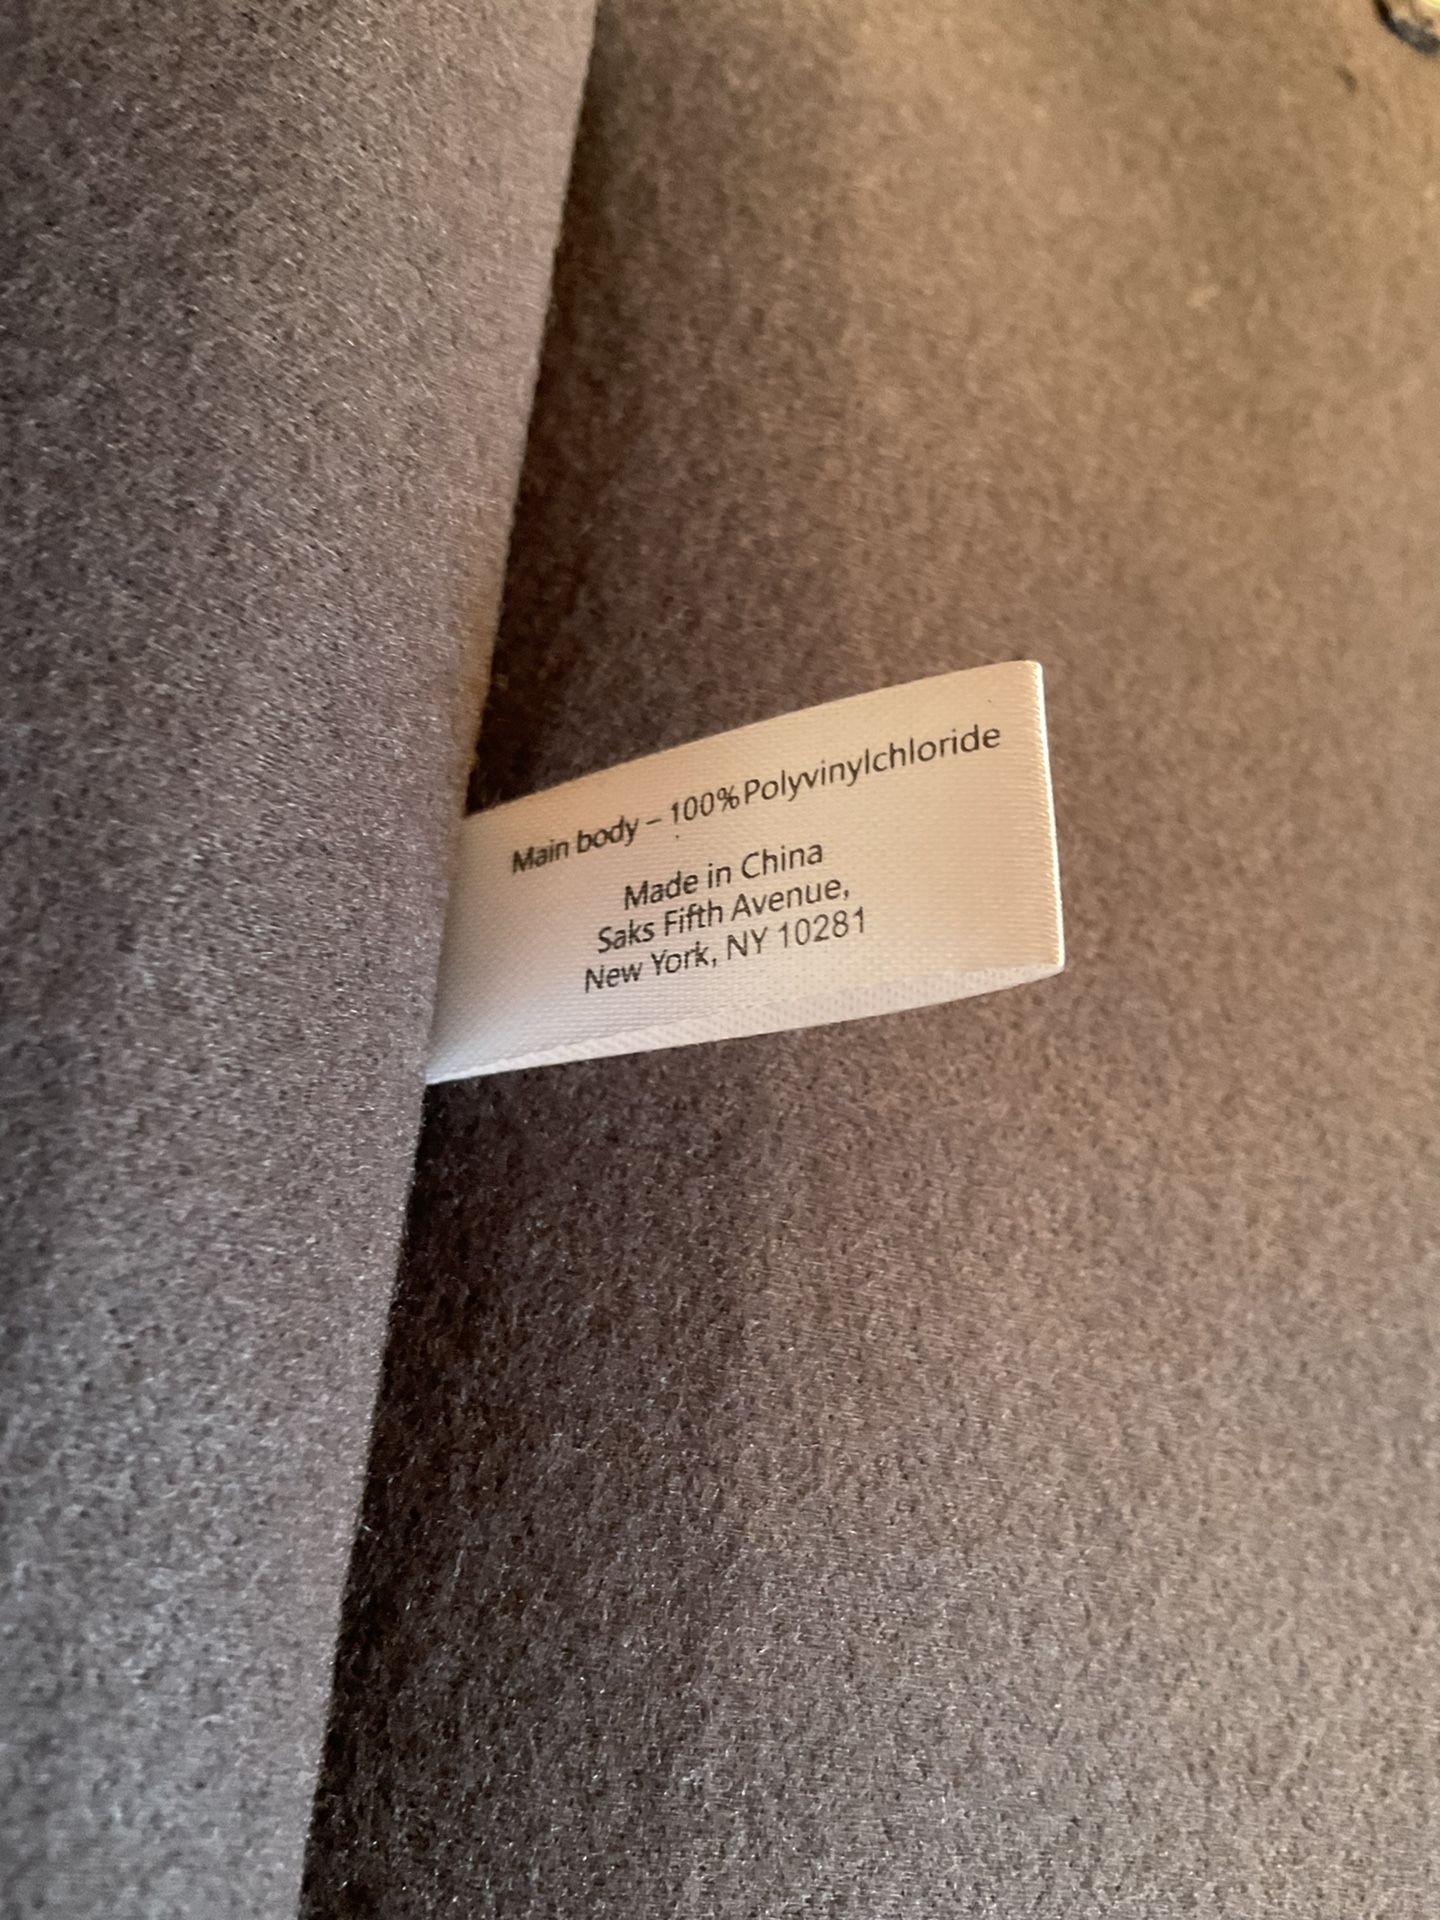 Main body – 100% Polyvinylchloride
Made in China
Saks Fifth Avenue,
New York, NY 10281